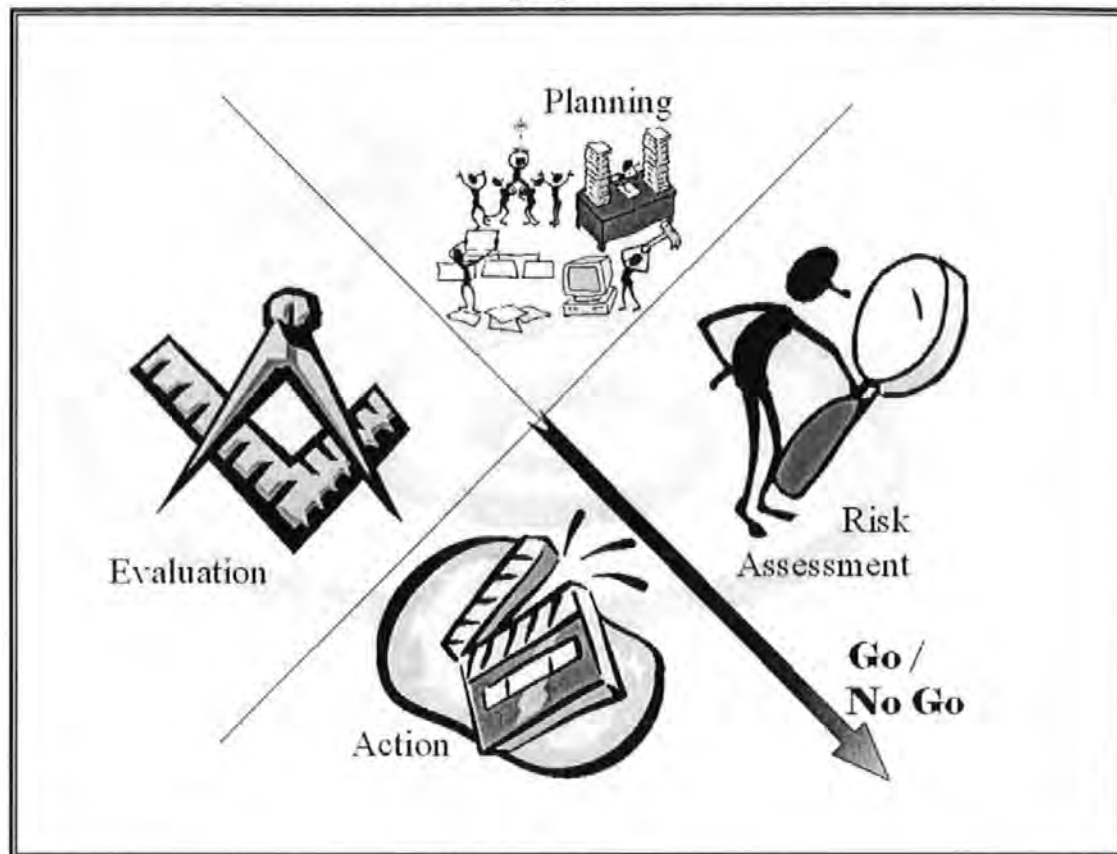 Planning
Risk
Assessment
Evaluation
Go /
No Go
Action